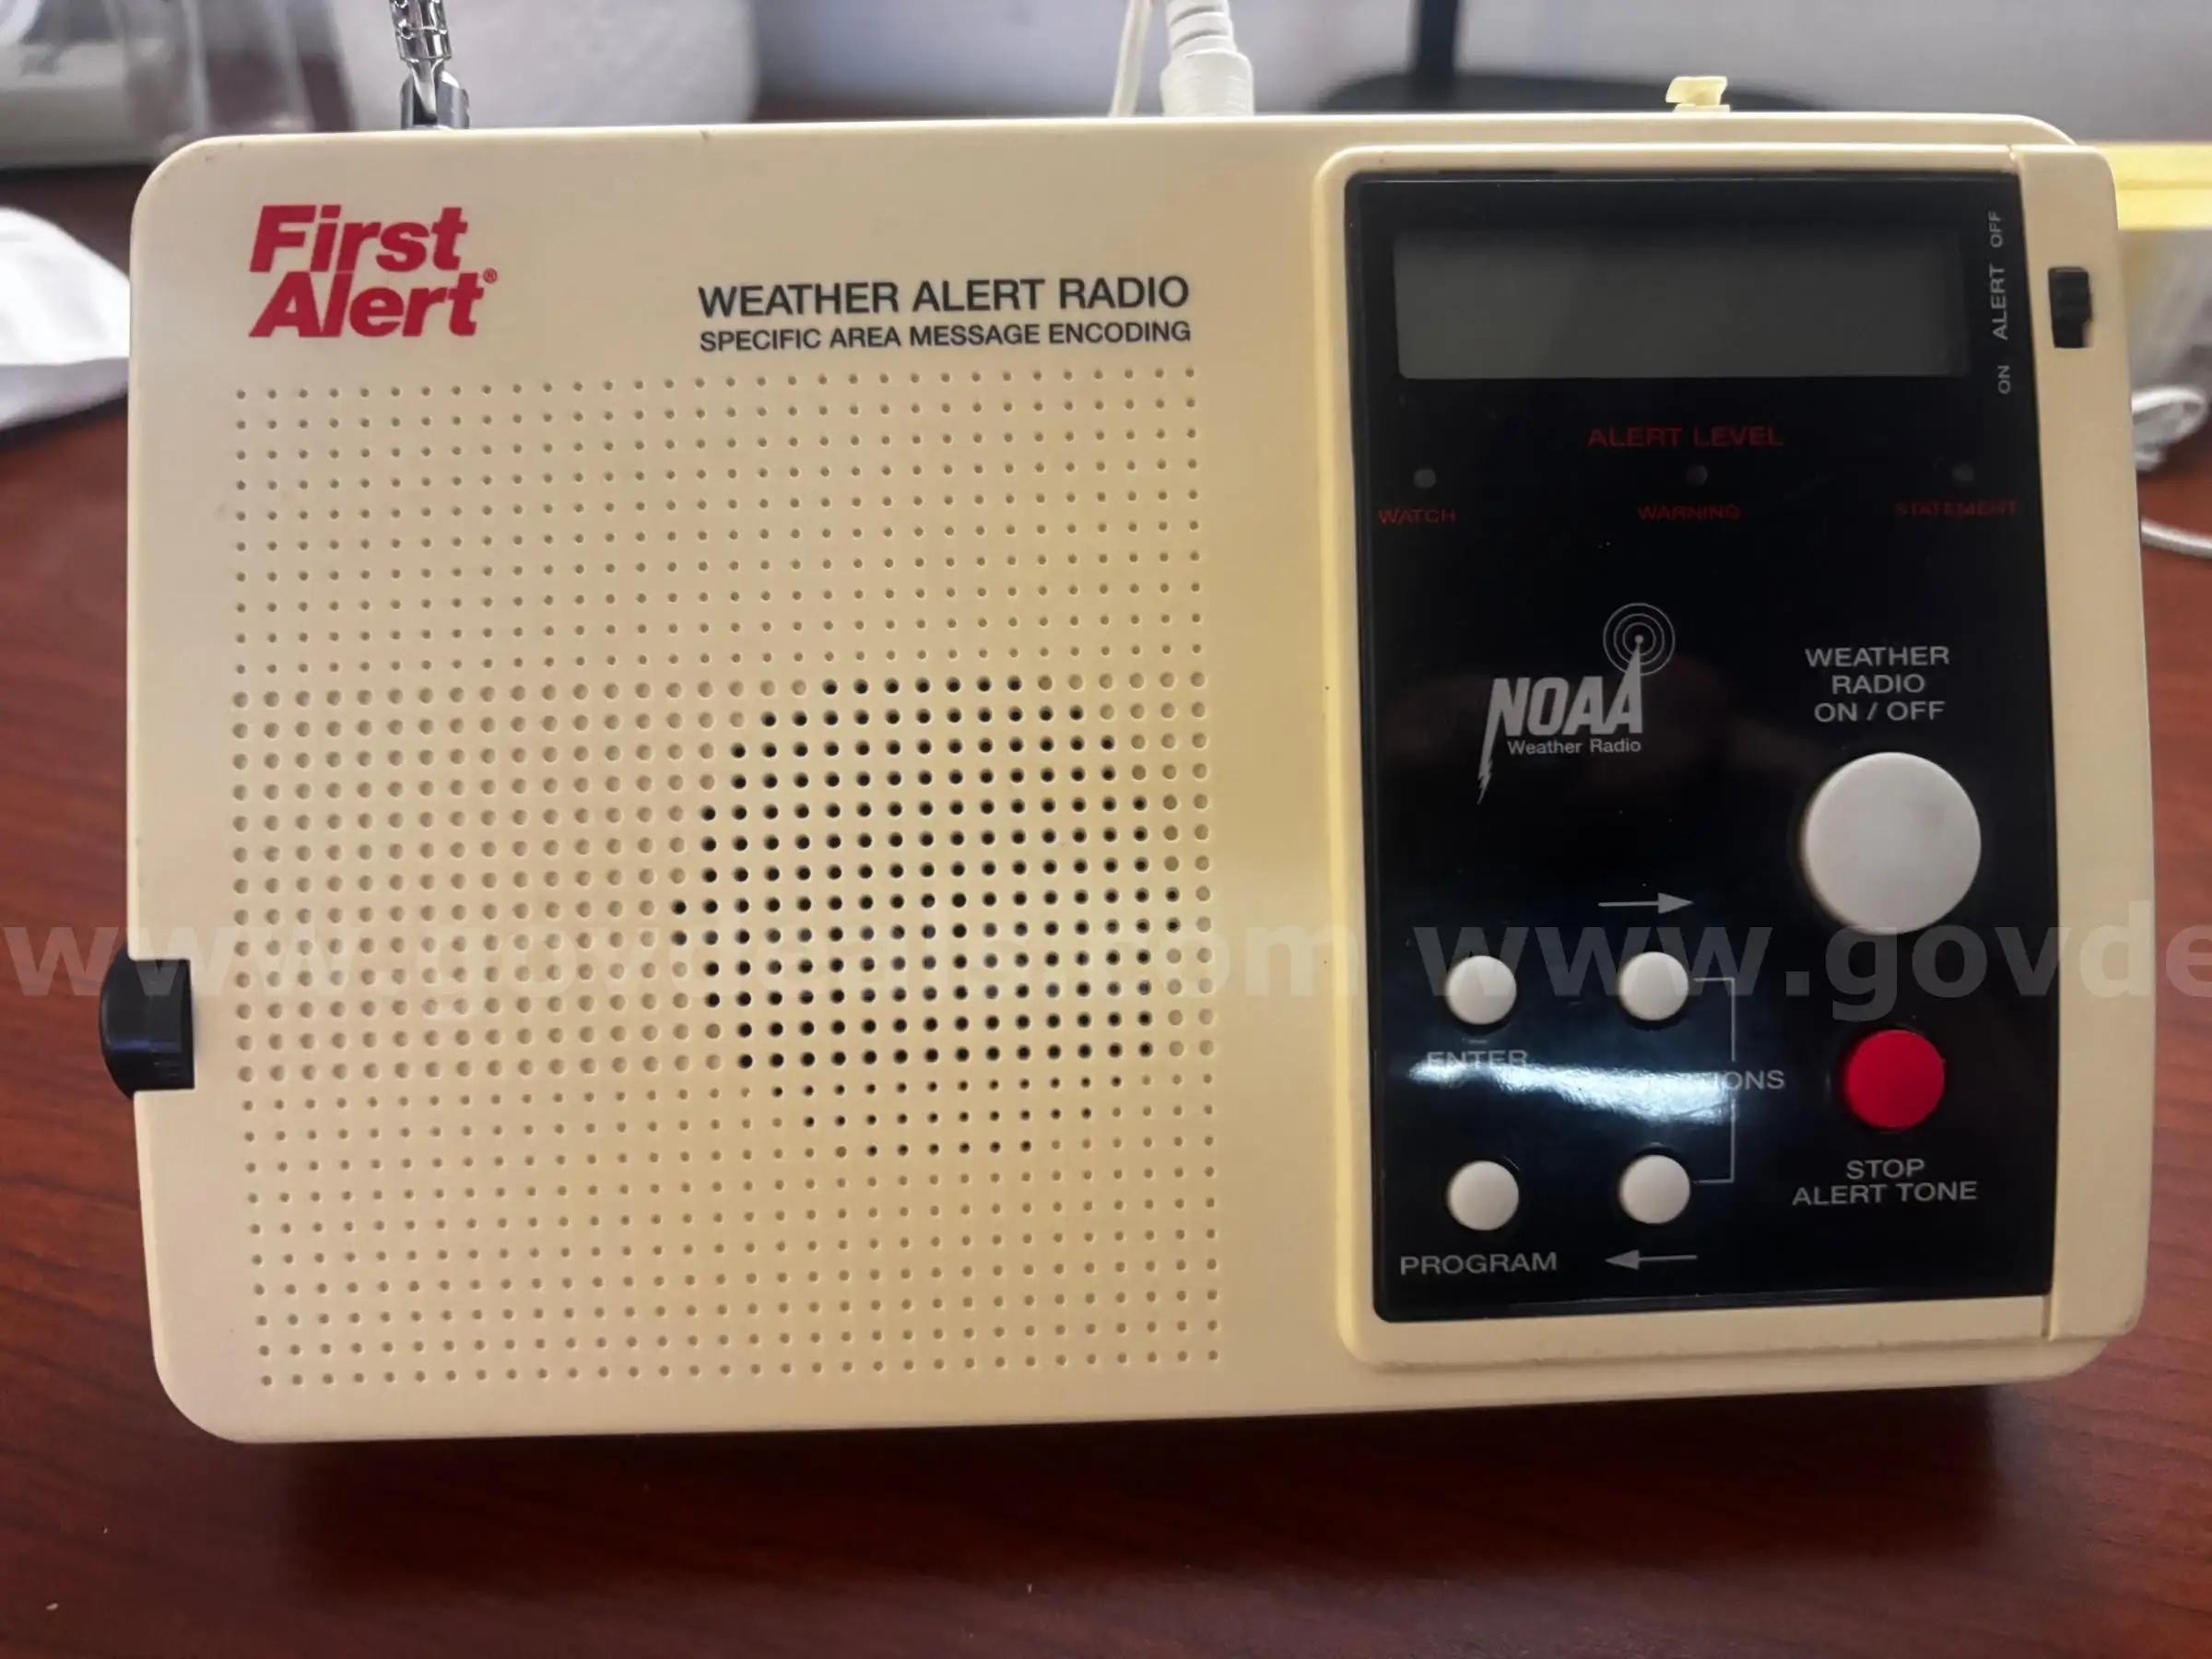 First
Alert®
WEATHER ALERT RADIO
SPECIFIC AREA MESSAGE ENCODING
ON ALERT OFF
ALERT LEVEL
WATCH WARNING STATEMENT
NOAA
Weather Radio
WEATHER
RADIO
ON / OFF
www.govdeals.com www.govde
ENTER
STOP
ALERT TONE
PROGRAM